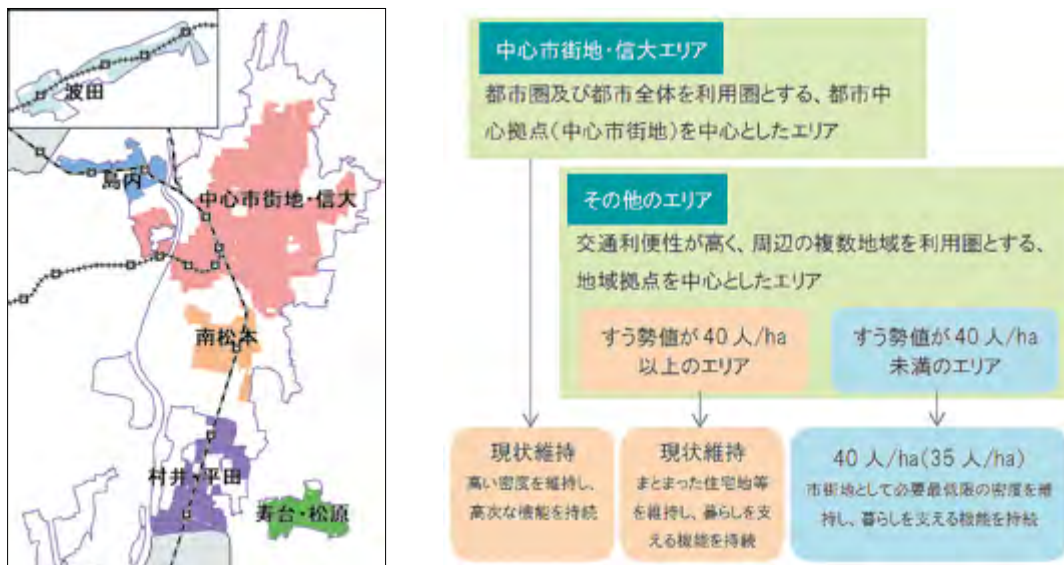 波田
島内
中心市街地・信大
南松本
村井・平田
寿台・松原
中心市街地・信大エリア
都市圏及び都市全体を利用圏とする、都市中
心拠点(中心市街地)を中心としたエリア
その他のエリア
交通利便性が高く、周辺の複数地域を利用圏とする、
地域拠点を中心としたエリア
すう勢値が 40 人/ha
以上のエリア
すう勢値が 40 人/ha
未満のエリア
現状維持
高い密度を維持し、
高次な機能を持続
現状維持
まとまった住宅地等
を維持し、暮らしを支
える機能を持続
40 人/ha(35 人/ha)
市街地として必要最低限の密度を維
持し、暮らしを支える機能を持続